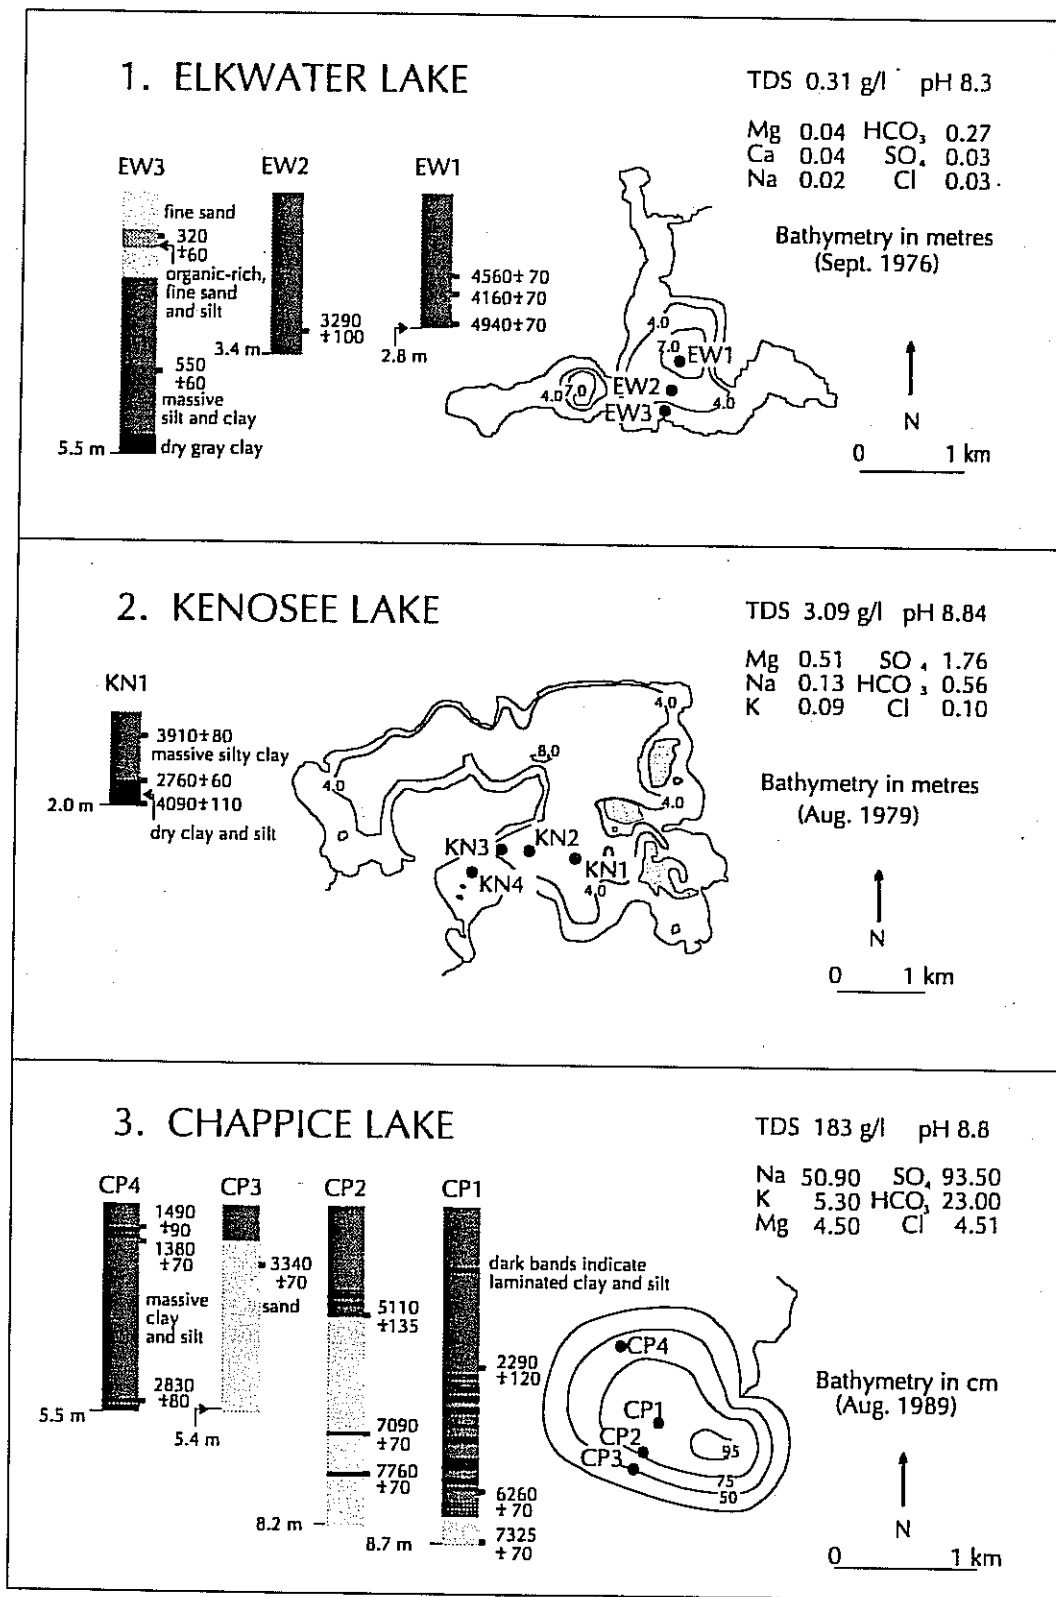 1. ELKWATER LAKE
TDS 0.31 g/l pH 8.3
Mg 0.04 HCO₃ 0.27
Ca 0.04 SO₄ 0.03
Na 0.02 Cl 0.03
Bathymetry in metres
(Sept. 1976)
EW3
EW2
EW1
fine sand
320
±60
organic-rich,
fine sand
and silt
550
±60
massive
silt and clay
5.5 m
dry gray clay
3290
±100
3.4 m
4560±70
4160±70
4940±70
2.8 m
4.0
7.0
EW1
EW2
4.0
7.0
EW3
4.0
N
0 1 km
2. KENOSEE LAKE
TDS 3.09 g/l pH 8.84
Mg 0.51 SO₄ 1.76
Na 0.13 HCO₃ 0.56
K 0.09 Cl 0.10
Bathymetry in metres
(Aug. 1979)
KN1
3910±80
massive silty clay
2760±60
2.0 m
4090±110
dry clay and silt
4.0
8.0
4.0
4.0
KN3
KN2
KN1
KN4
4.0
N
0 1 km
3. CHAPPICE LAKE
TDS 183 g/l pH 8.8
Na 50.90 SO₄ 93.50
K 5.30 HCO₃ 23.00
Mg 4.50 Cl 4.51
Bathymetry in cm
(Aug. 1989)
CP4
CP3
CP2
CP1
1490
±90
1380
±70
massive
clay
and silt
2830
±80
5.5 m
3340
±70
sand
5.4 m
5110
±135
7090
±70
7760
±70
8.2 m
dark bands indicate
laminated clay and silt
2290
±120
6260
±70
8.7 m
7325
±70
CP4
CP1
CP2
CP3
95
75
50
N
0 1 km